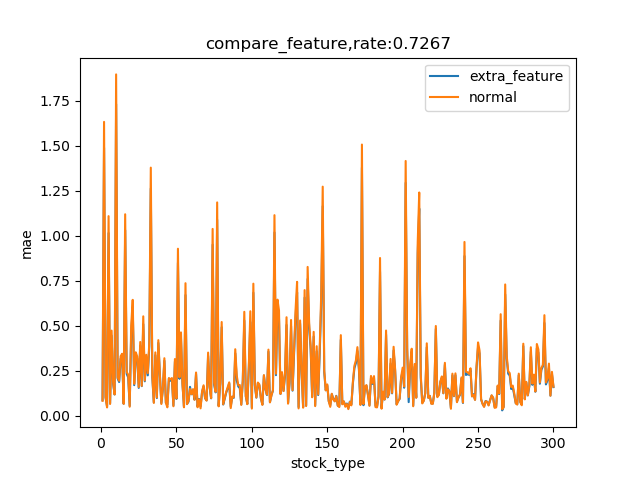 compare_feature,rate:0.7267
extra_feature
normal
1.75
1.50
1.25
1.00
0.75
0.50
0.25
0.00
mae
0 50 100 150 200 250 300
stock_type